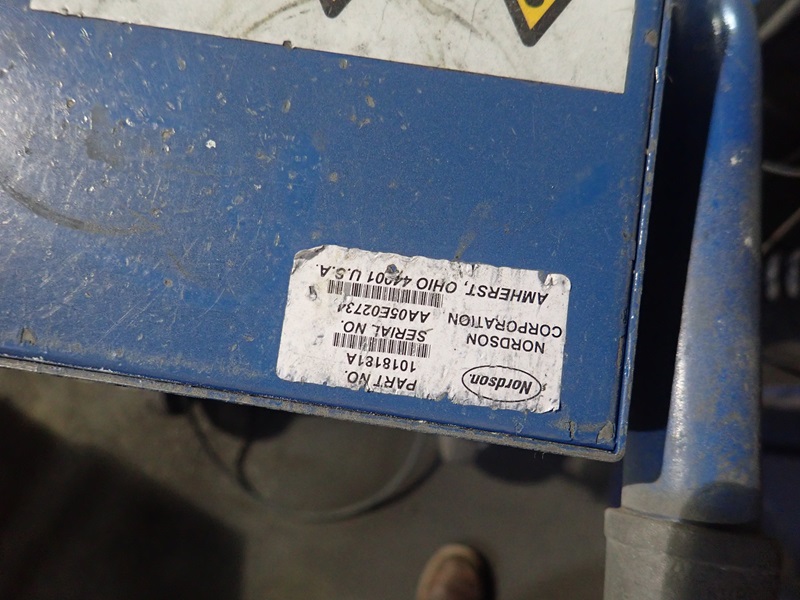 Nordson.
NORDSON
CORPORATION
PART NO.
1018181A
SERIAL NO.
AA05E02734
AMHERST, OHIO 44001 U.S.A.